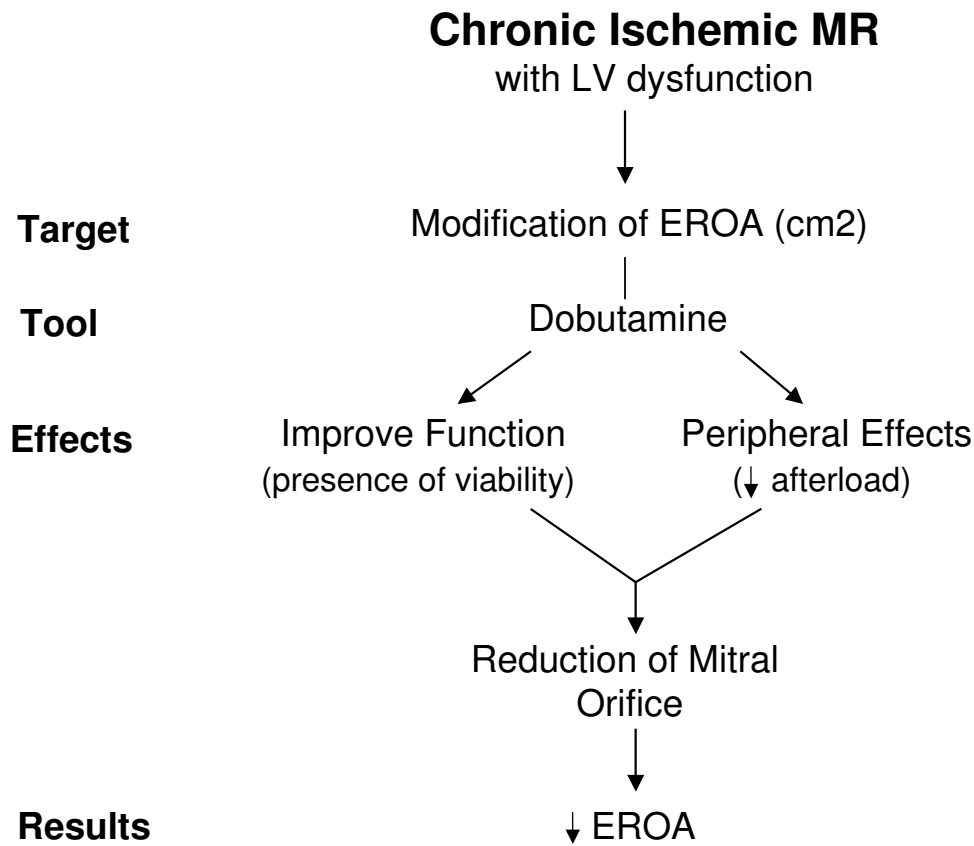 Chronic Ischemic MR
with LV dysfunction
Target
Modification of EROA (cm2)
Tool
Dobutamine
Effects
Improve Function
(presence of viability)
Peripheral Effects
(↓ afterload)
Reduction of Mitral
Orifice
Results
↓ EROA